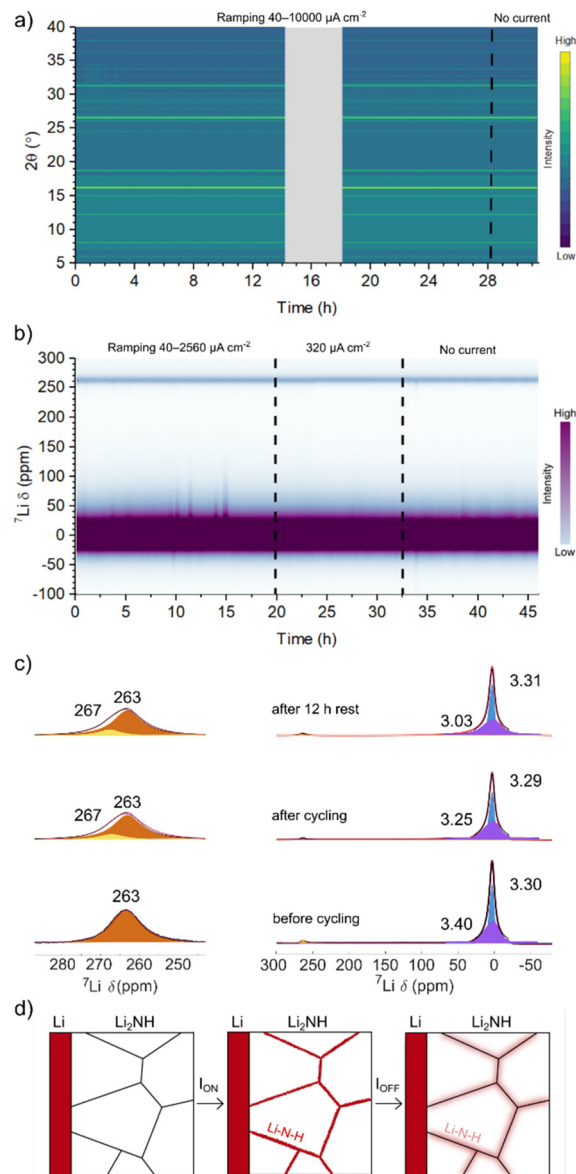 a)
Ramping 40–10000 µA cm⁻²
No current
40
35
30
25
20
15
10
5
2θ (°)
0 4 8 12 16 20 24 28
Time (h)
High
Intensity
Low
b)
Ramping 40–2560 µA cm⁻²
320 µA cm⁻²
No current
300
250
200
150
100
50
0
-50
-100
⁷Li δ (ppm)
0 5 10 15 20 25 30 35 40 45
Time (h)
High
Intensity
Low
c)
267 263
after 12 h rest
3.03 3.31
267 263
after cycling
3.25 3.29
263
before cycling
3.40 3.30
280 270 260 250
⁷Li δ(ppm)
300 250 200 150 100 50 0 -50
⁷Li δ(ppm)
d)
Li Li₂NH
I_ON
Li Li₂NH
Li-N-H
I_OFF
Li Li₂NH
Li-N-H